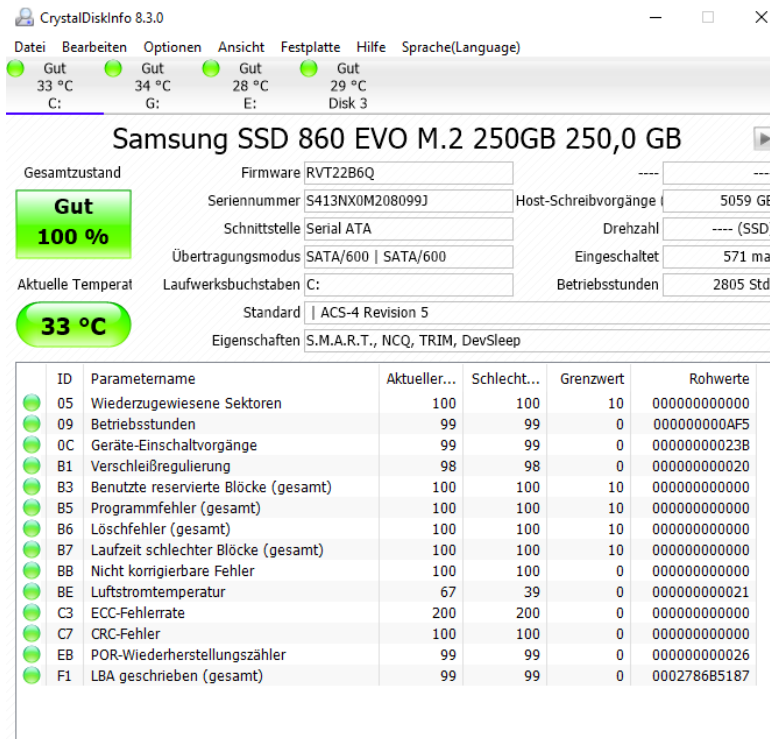 CrystalDiskInfo 8.3.0
Datei Bearbeiten Optionen Ansicht Festplatte Hilfe Sprache(Language)
Gut Gut Gut Gut
33 °C 34 °C 28 °C 29 °C
C: G: E: Disk 3
Samsung SSD 860 EVO M.2 250GB 250,0 GB
Gesamtzustand
Gut
100 %
Aktuelle Temperat
33 °C
Firmware RVT22B6Q ---- ----
Seriennummer S413NX0M208099J Host-Schreibvorgänge ( 5059 GB
Schnittstelle Serial ATA Drehzahl ---- (SSD)
Übertragungsmodus SATA/600 | SATA/600 Eingeschaltet 571 ma
Laufwerksbuchstaben C: Betriebsstunden 2805 Std
Standard | ACS-4 Revision 5
Eigenschaften S.M.A.R.T., NCQ, TRIM, DevSleep
ID Parametername Aktueller... Schlecht... Grenzwert Rohwerte
05 Wiederzugewiesene Sektoren 100 100 10 000000000000
09 Betriebsstunden 99 99 0 000000000AF5
0C Geräte-Einschaltvorgänge 99 99 0 00000000023B
B1 Verschleißregulierung 98 98 0 000000000020
B3 Benutzte reservierte Blöcke (gesamt) 100 100 10 000000000000
B5 Programmfehler (gesamt) 100 100 10 000000000000
B6 Löschfehler (gesamt) 100 100 10 000000000000
B7 Laufzeit schlechter Blöcke (gesamt) 100 100 10 000000000000
BB Nicht korrigierbare Fehler 100 100 0 000000000000
BE Luftstromtemperatur 67 39 0 000000000021
C3 ECC-Fehlerrate 200 200 0 000000000000
C7 CRC-Fehler 100 100 0 000000000000
EB POR-Wiederherstellungszähler 99 99 0 000000000026
F1 LBA geschrieben (gesamt) 99 99 0 0002786B5187